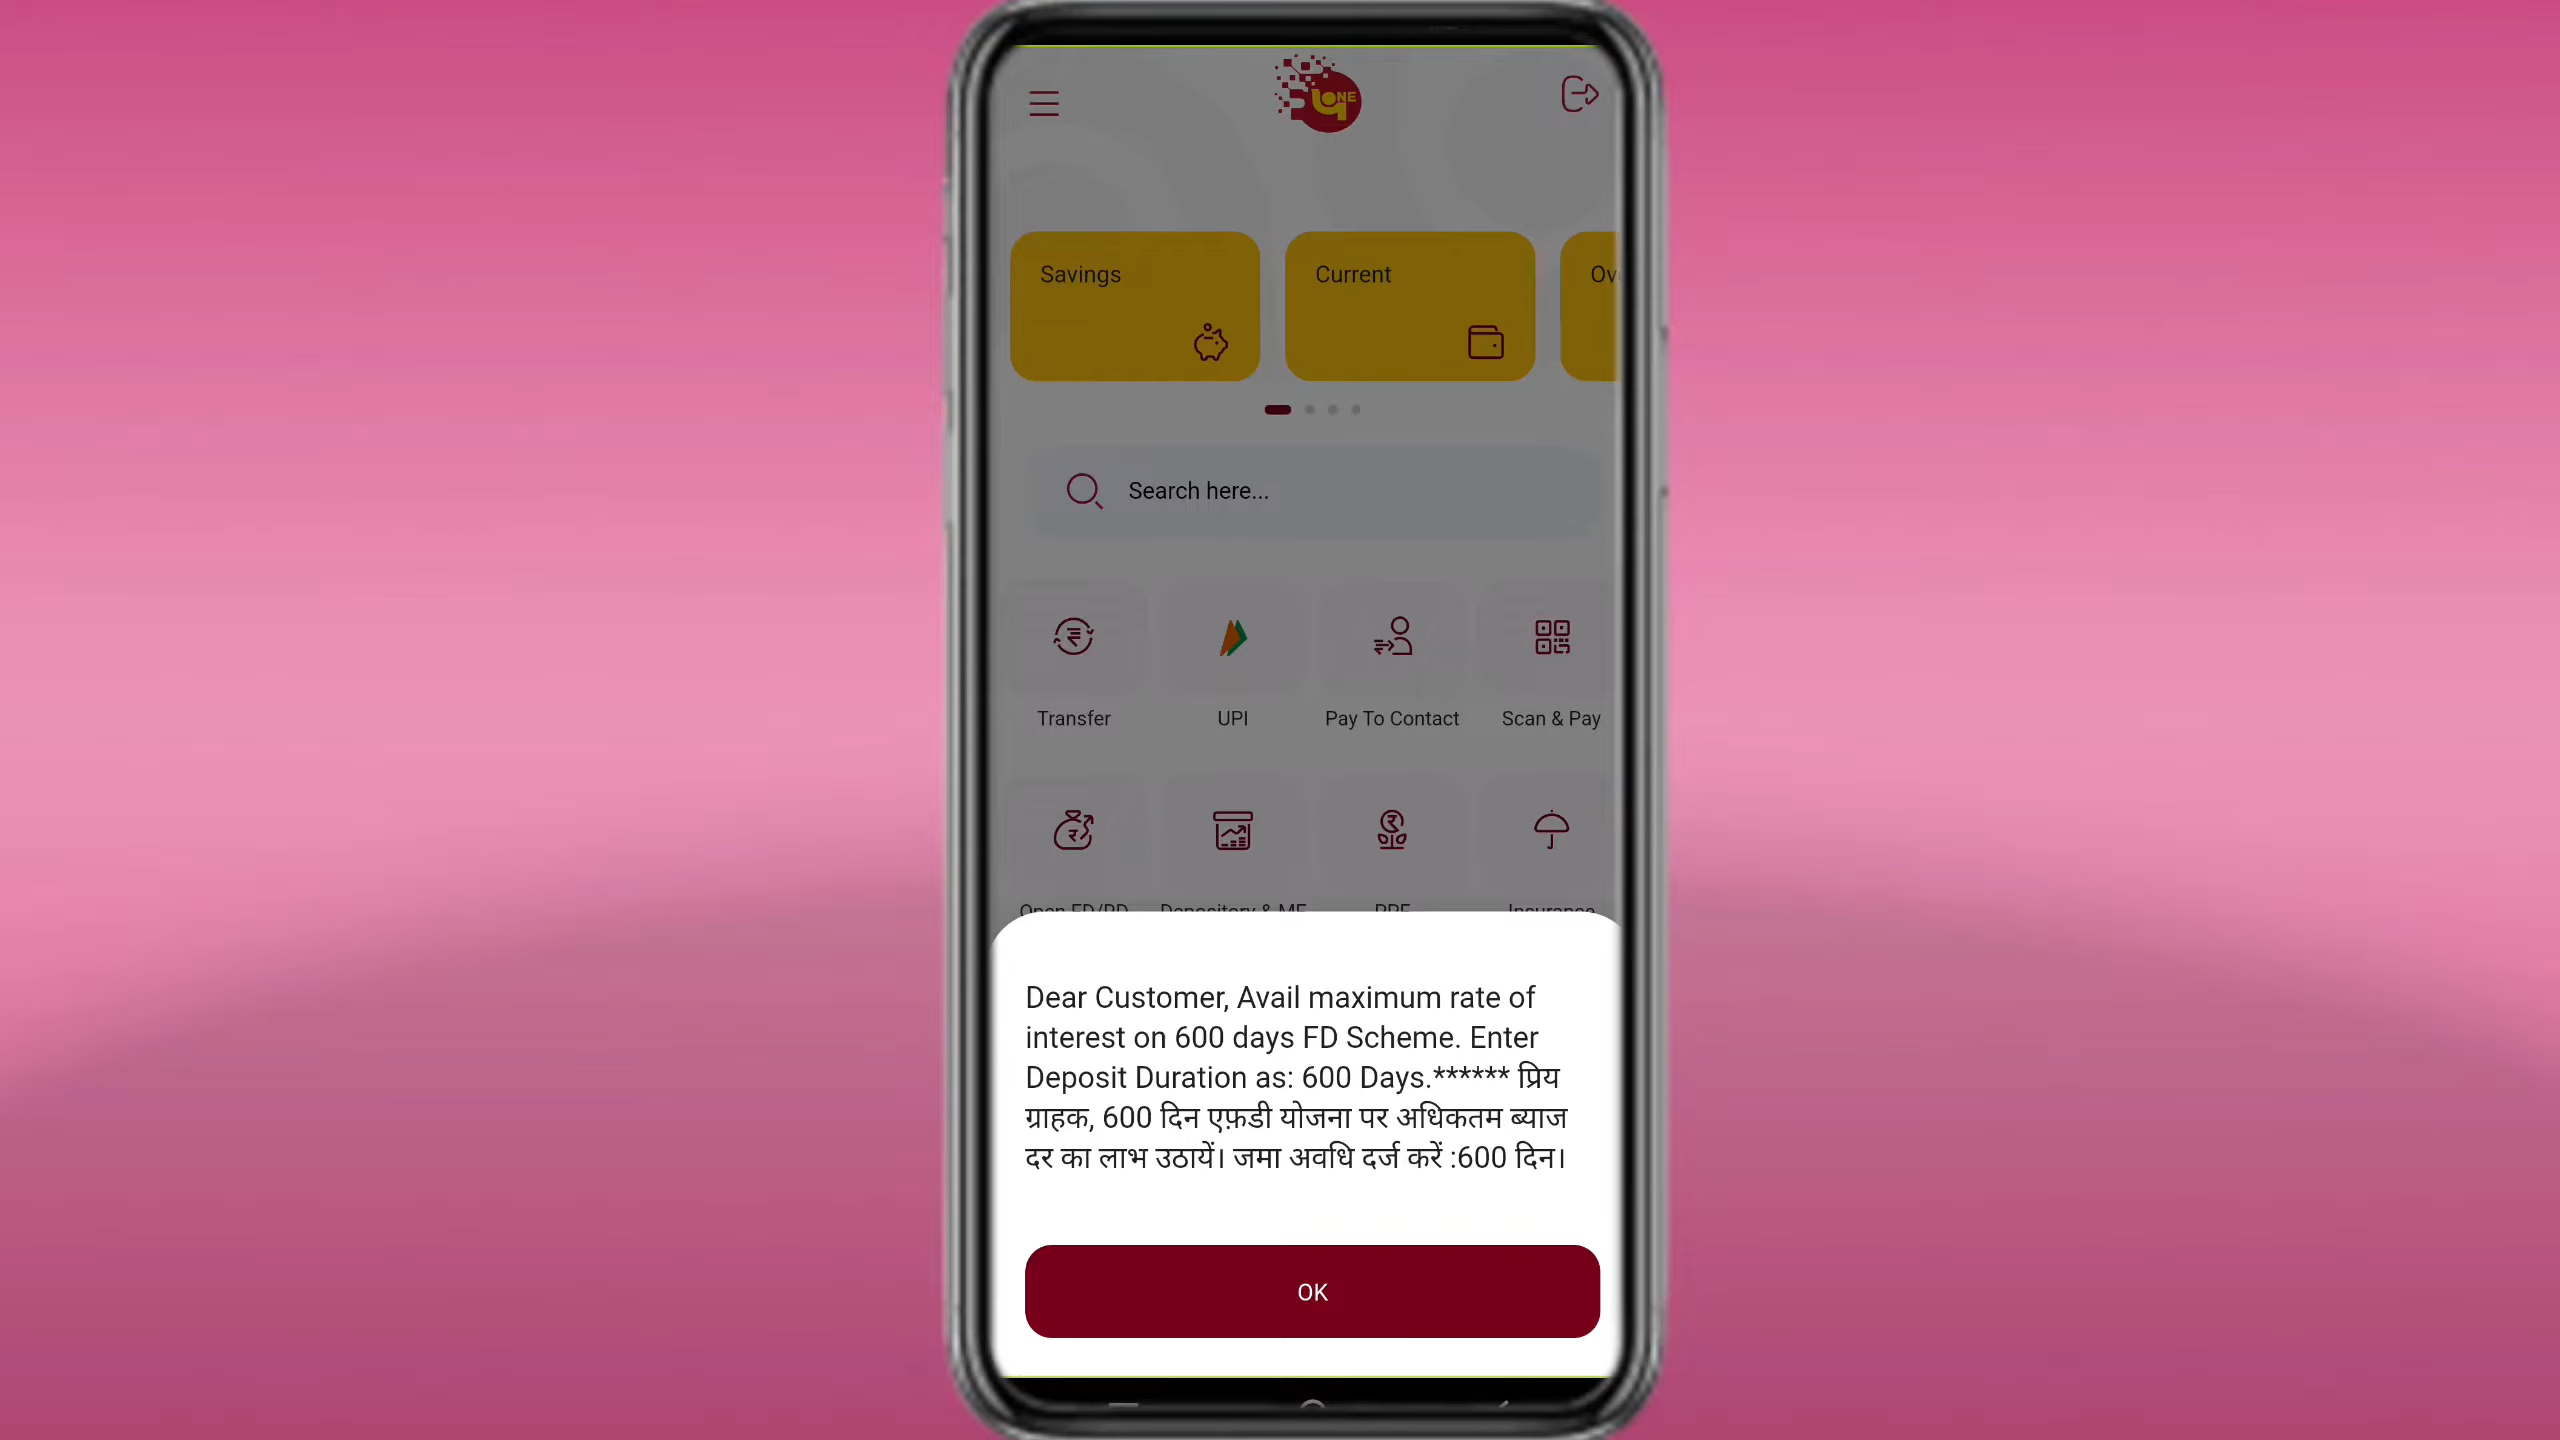 ONE
Savings
Current
Ov
Search here...
Transfer
UPI
Pay To Contact
Scan & Pay
Open FD/RD
Depository & MF
PPF
Insurance
Dear Customer, Avail maximum rate of
interest on 600 days FD Scheme. Enter
Deposit Duration as: 600 Days.****** प्रिय
ग्राहक, 600 दिन एफ़डी योजना पर अधिकतम ब्याज
दर का लाभ उठायें। जमा अवधि दर्ज करें :600 दिन।
OK